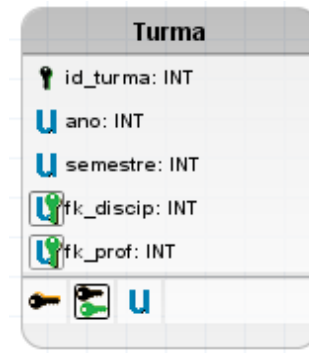 Turma
id_turma: INT
ano: INT
semestre: INT
fk_discip: INT
fk_prof: INT